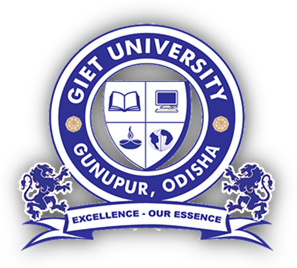 GIET UNIVERSITY
GUNUPUR, ODISHA
EXCELLENCE - OUR ESSENCE